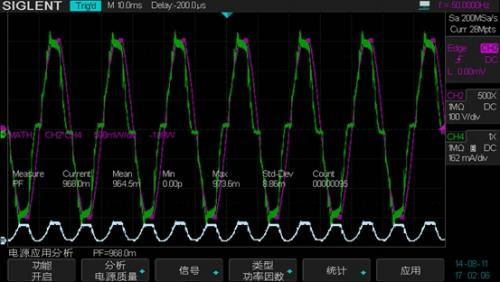 SIGLENT Trig'd M 10.0ms Delay:-200.0μs f = 50.0000Hz
Sa 200MSa/s
Curr 28Mpts
Edge CH2
DC
L 0.00mV
CH2 500X
1MΩ DC
100 V/div
CH4 1X
1MΩ B DC
162 mA/div
MATH: CH2*CH4
Measure Current Mean Min Max Std-Dev Count
PF 968.0m 964.5m 0.00p 973.6m 8.86m 00000095
电源应用分析 PF=968.0m
功能 开启
分析 电源质量
信号
类型 功率因数
统计
应用
14-08-11
17:02:06